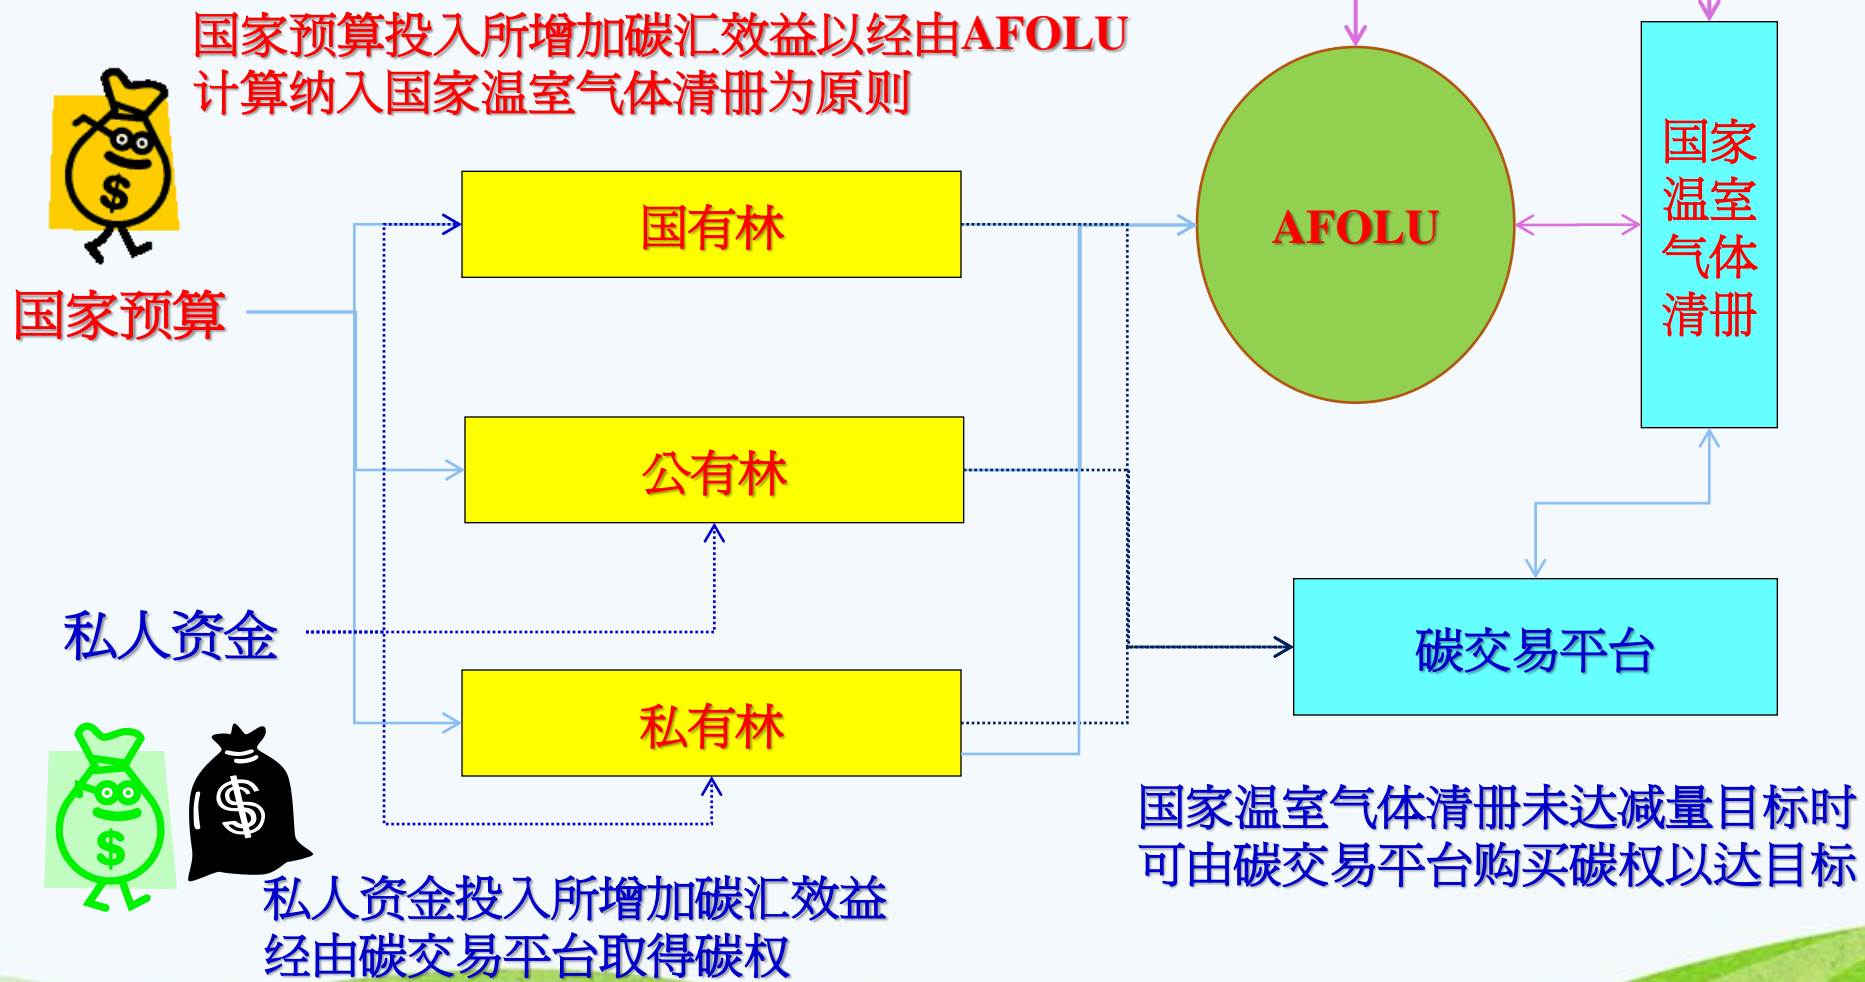 国家预算投入所增加碳汇效益以经由AFOLU
计算纳入国家温室气体清册为原则
$
国家预算
国有林
AFOLU
国家
温室
气体
清册
公有林
私人资金
碳交易平台
私有林
$
$
国家温室气体清册未达减量目标时
可由碳交易平台购买碳权以达目标
私人资金投入所增加碳汇效益
经由碳交易平台取得碳权